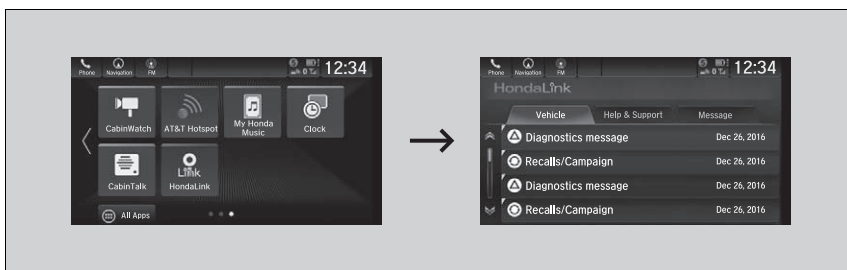 Phone Navigation FM 12:34
CabinWatch AT&T Hotspot My Honda Music Clock
CabinTalk Link HondaLink
All Apps
Phone Navigation FM 12:34
HondaLink
Vehicle Help & Support Message
Diagnostics message Dec 26, 2016
Recalls/Campaign Dec 26, 2016
Diagnostics message Dec 26, 2016
Recalls/Campaign Dec 26, 2016